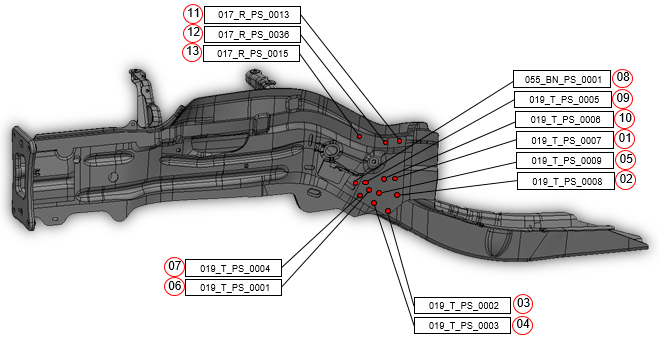 11 017_R_PS_0013
12 017_R_PS_0036
13 017_R_PS_0015
055_BN_PS_0001 08
019_T_PS_0005 09
019_T_PS_0006 10
019_T_PS_0007 01
019_T_PS_0009 05
019_T_PS_0008 02
07 019_T_PS_0004
06 019_T_PS_0001
019_T_PS_0002 03
019_T_PS_0003 04